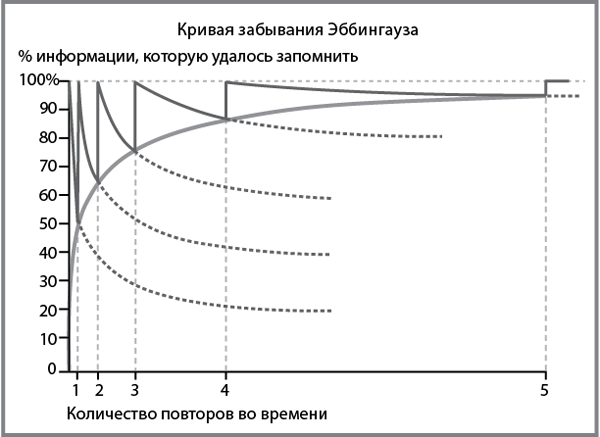 Кривая забывания Эббингауза
% информации, которую удалось запомнить
100%
90
80
70
60
50
40
30
20
10
0
1 2 3 4 5
Количество повторов во времени